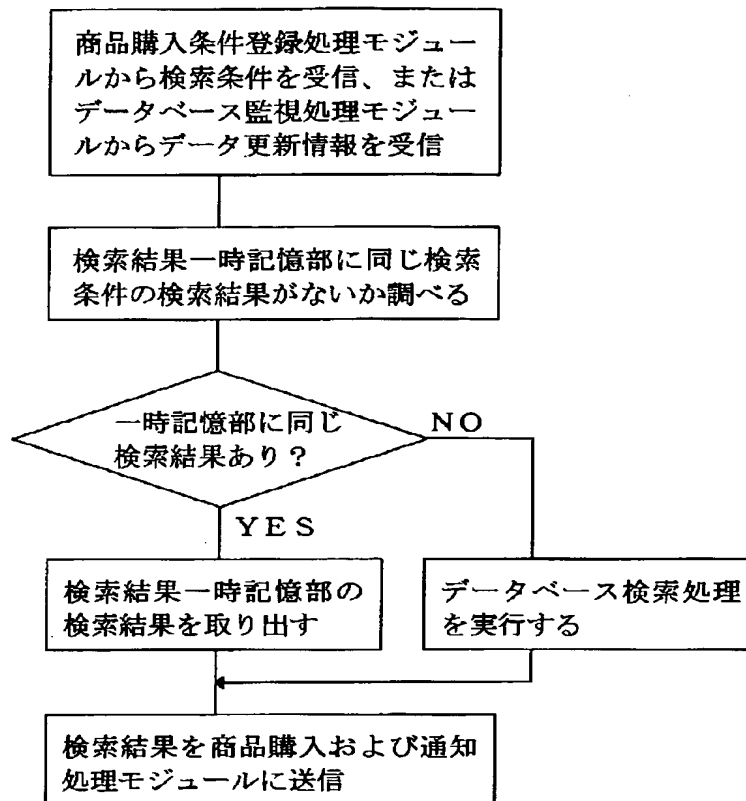 商品購入条件登録処理モジュー
ルから検索条件を受信、または
データベース監視処理モジュー
ルからデータ更新情報を受信
検索結果一時記憶部に同じ検索
条件の検索結果がないか調べる
一時記憶部に同じ
検索結果あり？
NO
YES
検索結果一時記憶部の
検索結果を取り出す
データベース検索処理
を実行する
検索結果を商品購入および通知
処理モジュールに送信